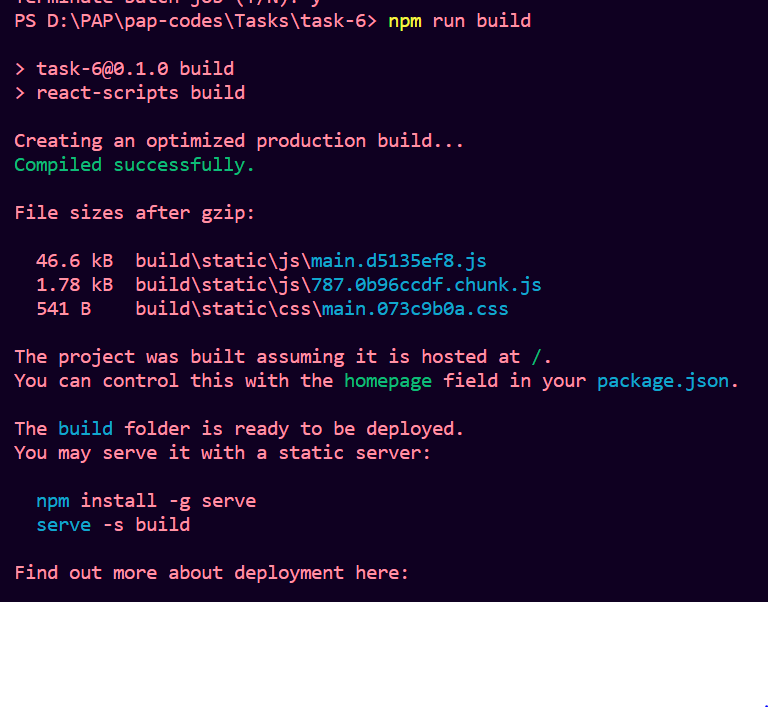 PS D:\PAP\pap-codes\Tasks\task-6> npm run build
> task-6@0.1.0 build
> react-scripts build
Creating an optimized production build...
Compiled successfully.
File sizes after gzip:
46.6 kB  build\static\js\main.d5135ef8.js
1.78 kB  build\static\js\787.0b96ccdf.chunk.js
541 B    build\static\css\main.073c9b0a.css
The project was built assuming it is hosted at /.
You can control this with the homepage field in your package.json.
The build folder is ready to be deployed.
You may serve it with a static server:
npm install -g serve
serve -s build
Find out more about deployment here: